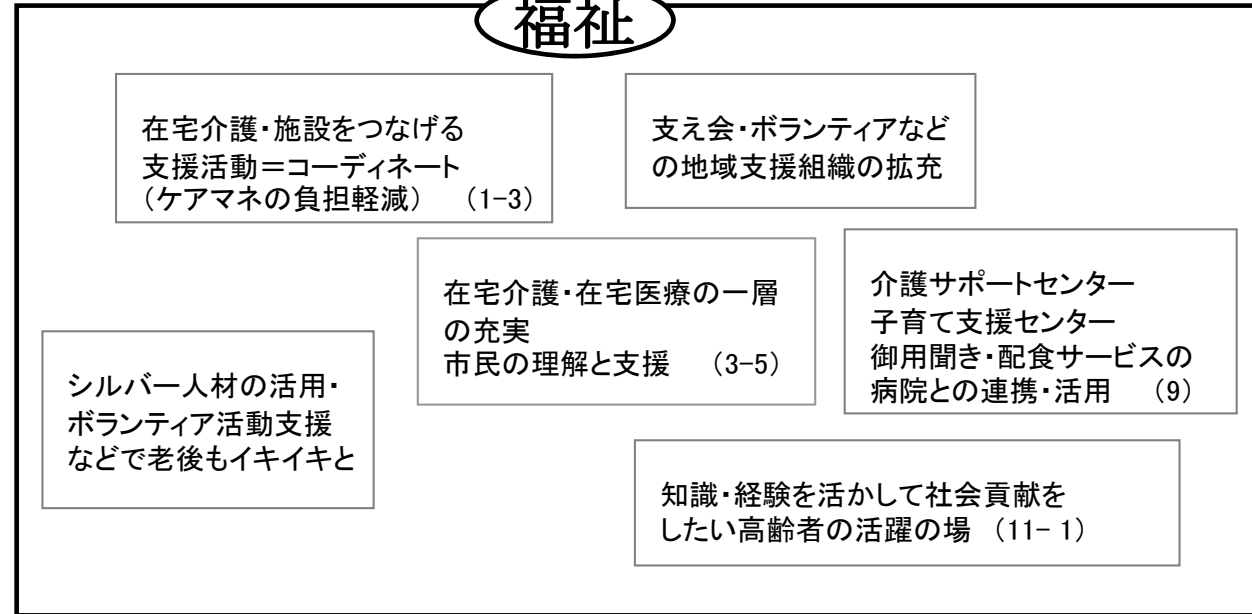 福祉
在宅介護・施設をつなげる
支援活動＝コーディネート
（ケアマネの負担軽減） （1-3）
支え会・ボランティアなど
の地域支援組織の拡充
在宅介護・在宅医療の一層
の充実
市民の理解と支援 （3-5）
介護サポートセンター
子育て支援センター
御用聞き・配食サービスの
病院との連携・活用 （9）
シルバー人材の活用・
ボランティア活動支援
などで老後もイキイキと
知識・経験を活かして社会貢献を
したい高齢者の活躍の場 （11- 1）